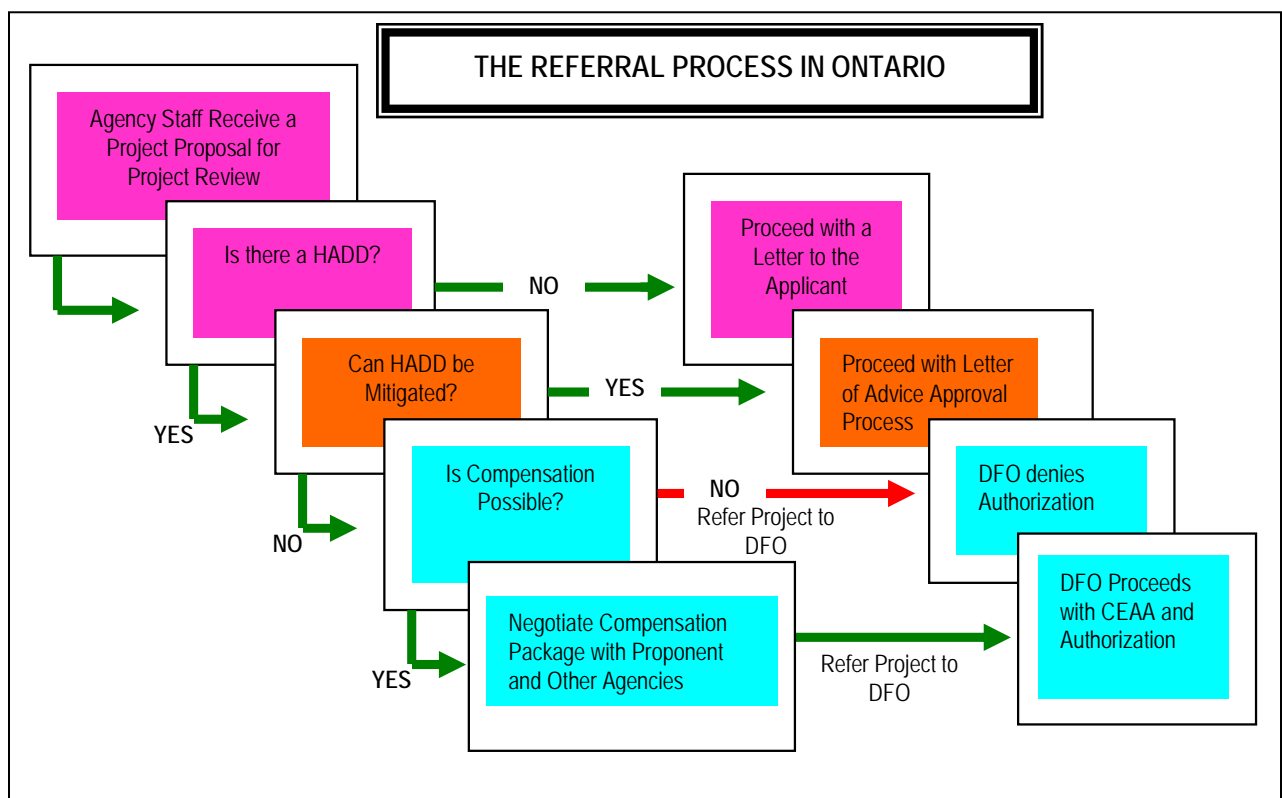 THE REFERRAL PROCESS IN ONTARIO
Agency Staff Receive a
Project Proposal for
Project Review
Is there a HADD?
NO
Proceed with a
Letter to the
Applicant
YES
Can HADD be
Mitigated?
YES
Proceed with Letter
of Advice Approval
Process
NO
Is Compensation
Possible?
NO
Refer Project to
DFO
DFO denies
Authorization
YES
Negotiate Compensation
Package with Proponent
and Other Agencies
Refer Project to
DFO
DFO Proceeds
with CEAA and
Authorization